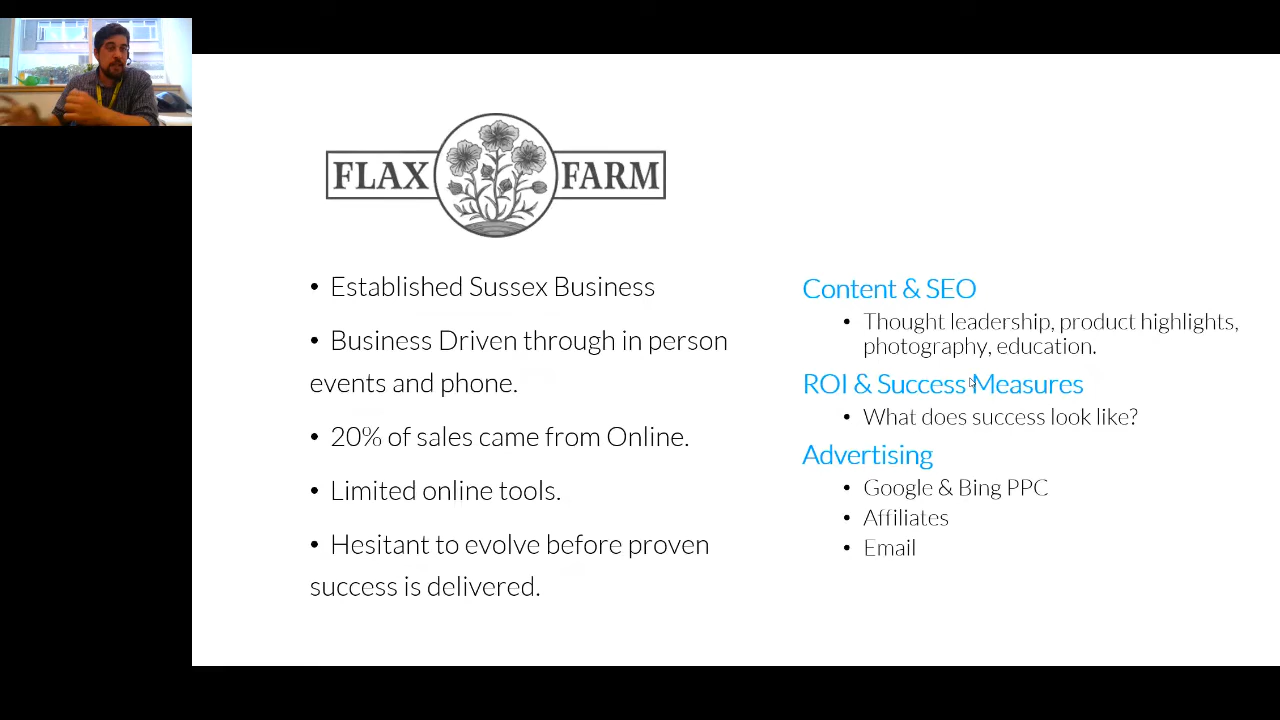 FLAX FARM
• Established Sussex Business
• Business Driven through in person
events and phone.
• 20% of sales came from Online.
• Limited online tools.
• Hesitant to evolve before proven
success is delivered.
Content & SEO
• Thought leadership, product highlights,
photography, education.
ROI & Success Measures
• What does success look like?
Advertising
• Google & Bing PPC
• Affiliates
• Email